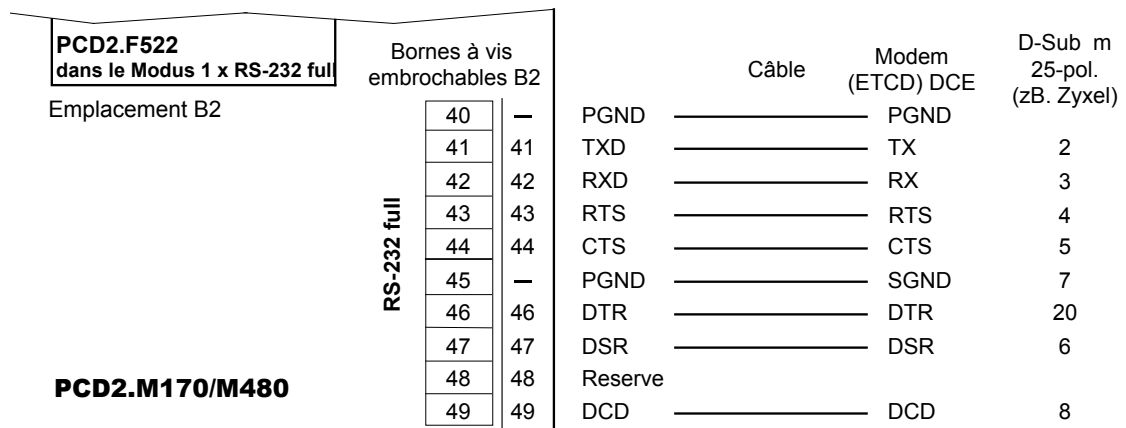 PCD2.F522
dans le Modus 1 x RS-232 full
Emplacement B2
Bornes à vis
embrochables B2
Câble
Modem
(ETCD) DCE
D-Sub m
25-pol.
(zB. Zyxel)
40 – PGND PGND
41 41 TXD TX 2
42 42 RXD RX 3
43 43 RTS RTS 4
44 44 CTS CTS 5
45 – PGND SGND 7
46 46 DTR DTR 20
47 47 DSR DSR 6
48 48 Reserve
49 49 DCD DCD 8
RS-232 full
PCD2.M170/M480